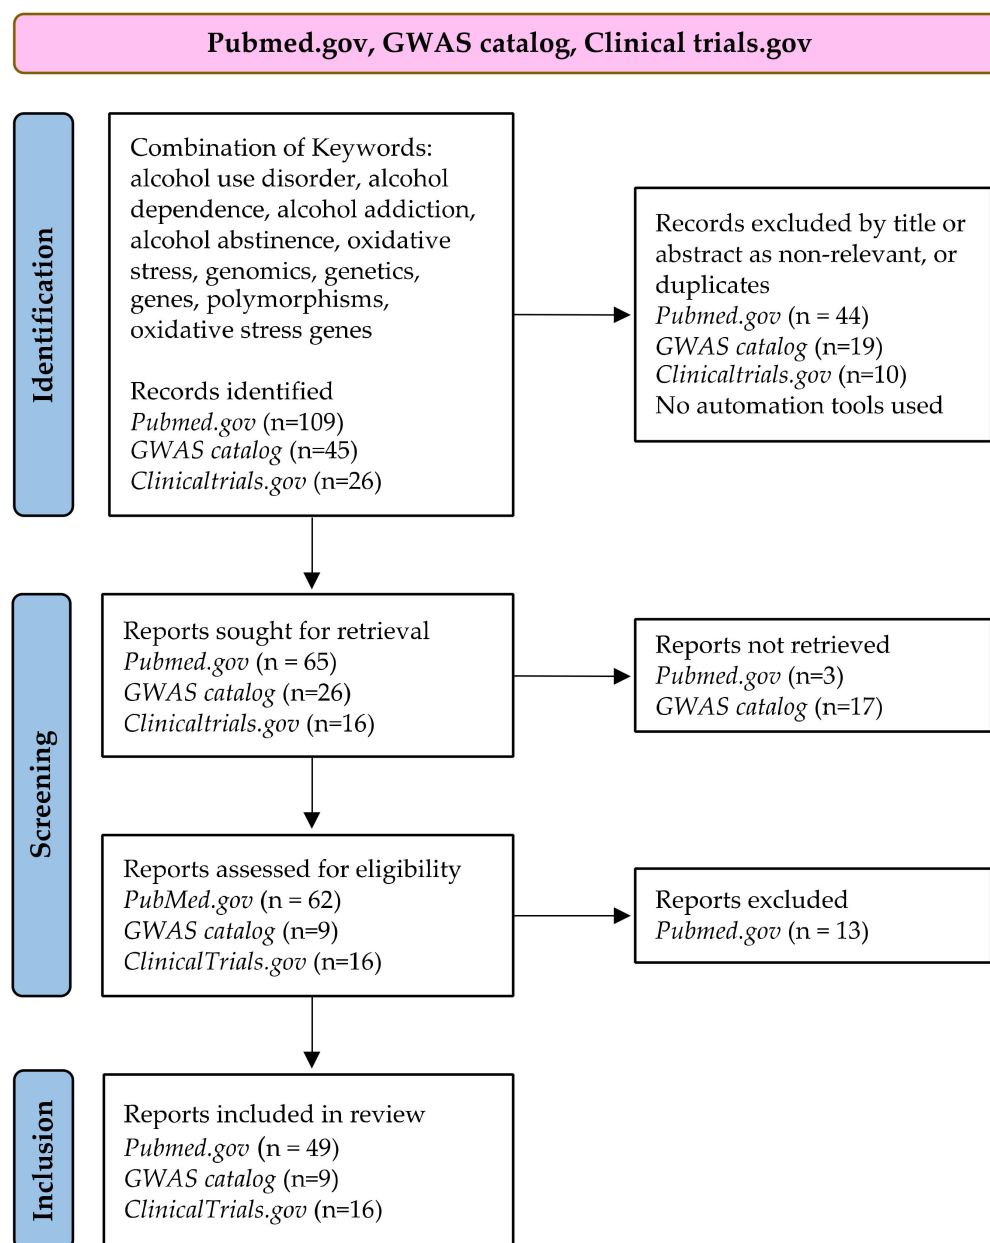 Pubmed.gov, GWAS catalog, Clinical trials.gov
Identification
Combination of Keywords:
alcohol use disorder, alcohol
dependence, alcohol addiction,
alcohol abstinence, oxidative
stress, genomics, genetics,
genes, polymorphisms,
oxidative stress genes
Records identified
Pubmed.gov (n=109)
GWAS catalog (n=45)
Clinicaltrials.gov (n=26)
Records excluded by title or
abstract as non-relevant, or
duplicates
Pubmed.gov (n = 44)
GWAS catalog (n=19)
Clinicaltrials.gov (n=10)
No automation tools used
Screening
Reports sought for retrieval
Pubmed.gov (n = 65)
GWAS catalog (n=26)
Clinicaltrials.gov (n=16)
Reports not retrieved
Pubmed.gov (n=3)
GWAS catalog (n=17)
Reports assessed for eligibility
PubMed.gov (n = 62)
GWAS catalog (n=9)
ClinicalTrials.gov (n=16)
Reports excluded
Pubmed.gov (n = 13)
Inclusion
Reports included in review
Pubmed.gov (n = 49)
GWAS catalog (n=9)
ClinicalTrials.gov (n=16)